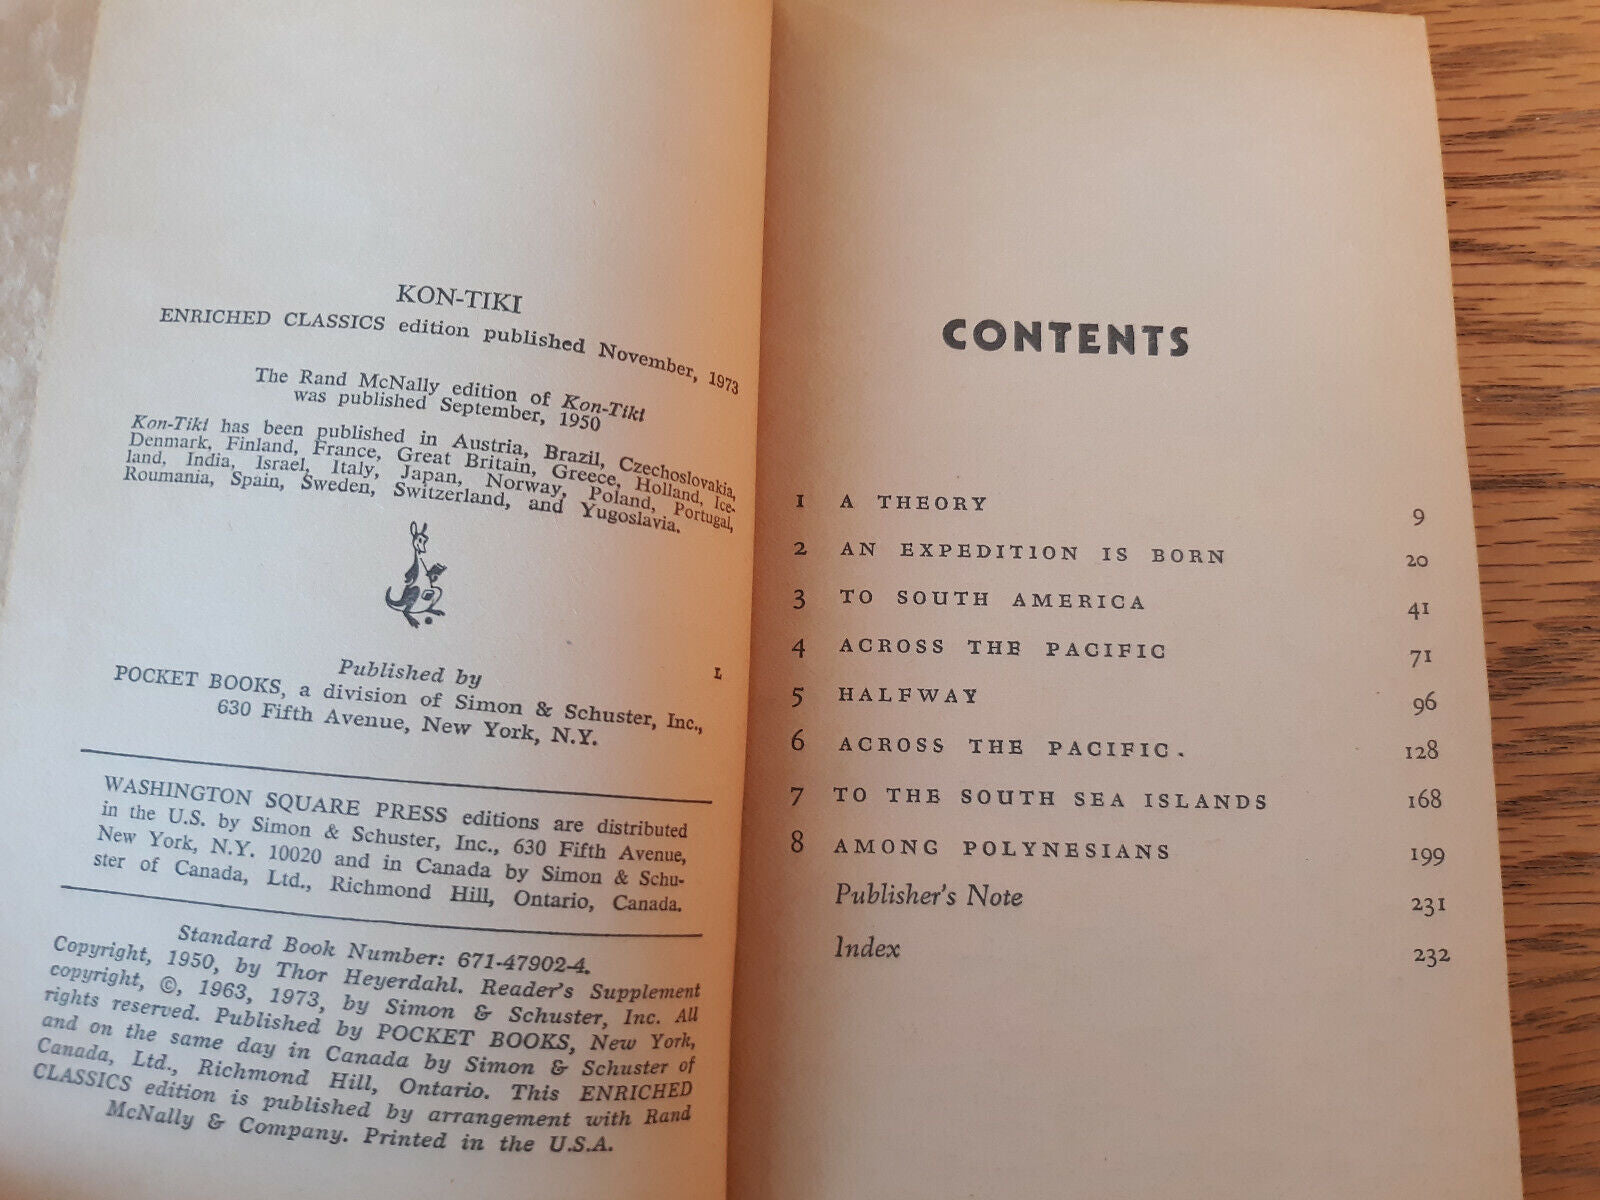 KON-TIKI
ENRICHED CLASSICS edition published November, 1973
The Rand McNally edition of Kon-Tiki
was published September, 1950
Kon-Tiki has been published in Austria, Brazil, Czechoslovakia,
Denmark, Finland, France, Great Britain, Greece, Holland, Ice-
land, India, Israel, Italy, Japan, Norway, Poland, Portugal,
Roumania, Spain, Sweden, Switzerland, and Yugoslavia.
L
Published by
POCKET BOOKS, a division of Simon & Schuster, Inc.,
630 Fifth Avenue, New York, N.Y.
WASHINGTON SQUARE PRESS editions are distributed
in the U.S. by Simon & Schuster, Inc., 630 Fifth Avenue,
New York, N.Y. 10020 and in Canada by Simon & Schu-
ster of Canada, Ltd., Richmond Hill, Ontario, Canada.
Standard Book Number: 671-47902-4.
Copyright, 1950, by Thor Heyerdahl. Reader's Supplement
copyright, ©, 1963, 1973, by Simon & Schuster, Inc. All
rights reserved. Published by POCKET BOOKS, New York,
and on the same day in Canada by Simon & Schuster of
Canada, Ltd., Richmond Hill, Ontario. This ENRICHED
CLASSICS edition is published by arrangement with Rand
McNally & Company. Printed in the U.S.A.
CONTENTS
1 A THEORY 9
2 AN EXPEDITION IS BORN 20
3 TO SOUTH AMERICA 41
4 ACROSS THE PACIFIC 71
5 HALFWAY 96
6 ACROSS THE PACIFIC. 128
7 TO THE SOUTH SEA ISLANDS 168
8 AMONG POLYNESIANS 199
Publisher's Note 231
Index 232